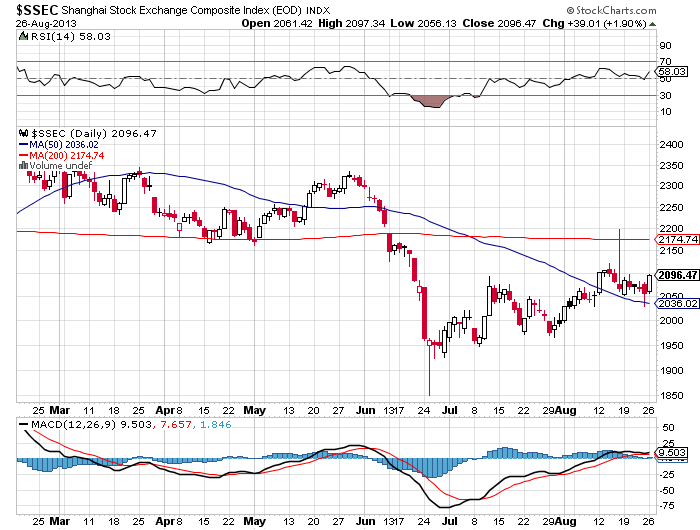 $SSEC Shanghai Stock Exchange Composite Index (EOD) INDX © StockCharts.com
26-Aug-2013 Open 2061.42 High 2097.34 Low 2056.13 Close 2096.47 Chg +39.01 (+1.90%)
RSI(14) 58.03
90
70
58.03
50
30
10
$SSEC (Daily) 2096.47
MA(50) 2036.02
MA(200) 2174.74
Volume undef
2400
2350
2300
2250
2200
2174.74
2150
2096.47
2050
2036.02
2000
1950
1900
1850
25 Mar 11 18 25 Apr 8 15 22 May 13 20 27 Jun 13 17 24 Jul 8 15 22 29 Aug 12 19 26
MACD(12,26,9) 9.503, 7.657, 1.846
50
25
9.503
-25
-50
-75
25 Mar 11 18 25 Apr 8 15 22 May 13 20 27 Jun 13 17 24 Jul 8 15 22 29 Aug 12 19 26